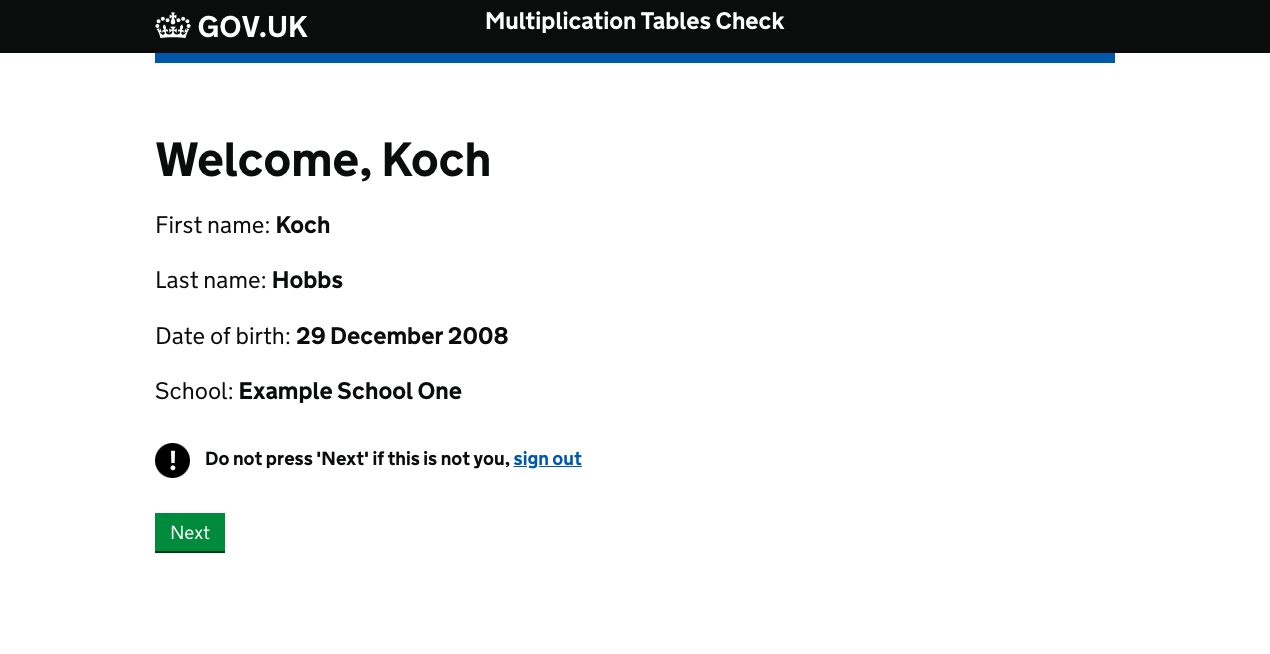 GOV.UK
Multiplication Tables Check
Welcome, Koch
First name: Koch
Last name: Hobbs
Date of birth: 29 December 2008
School: Example School One
! Do not press 'Next' if this is not you, sign out
Next